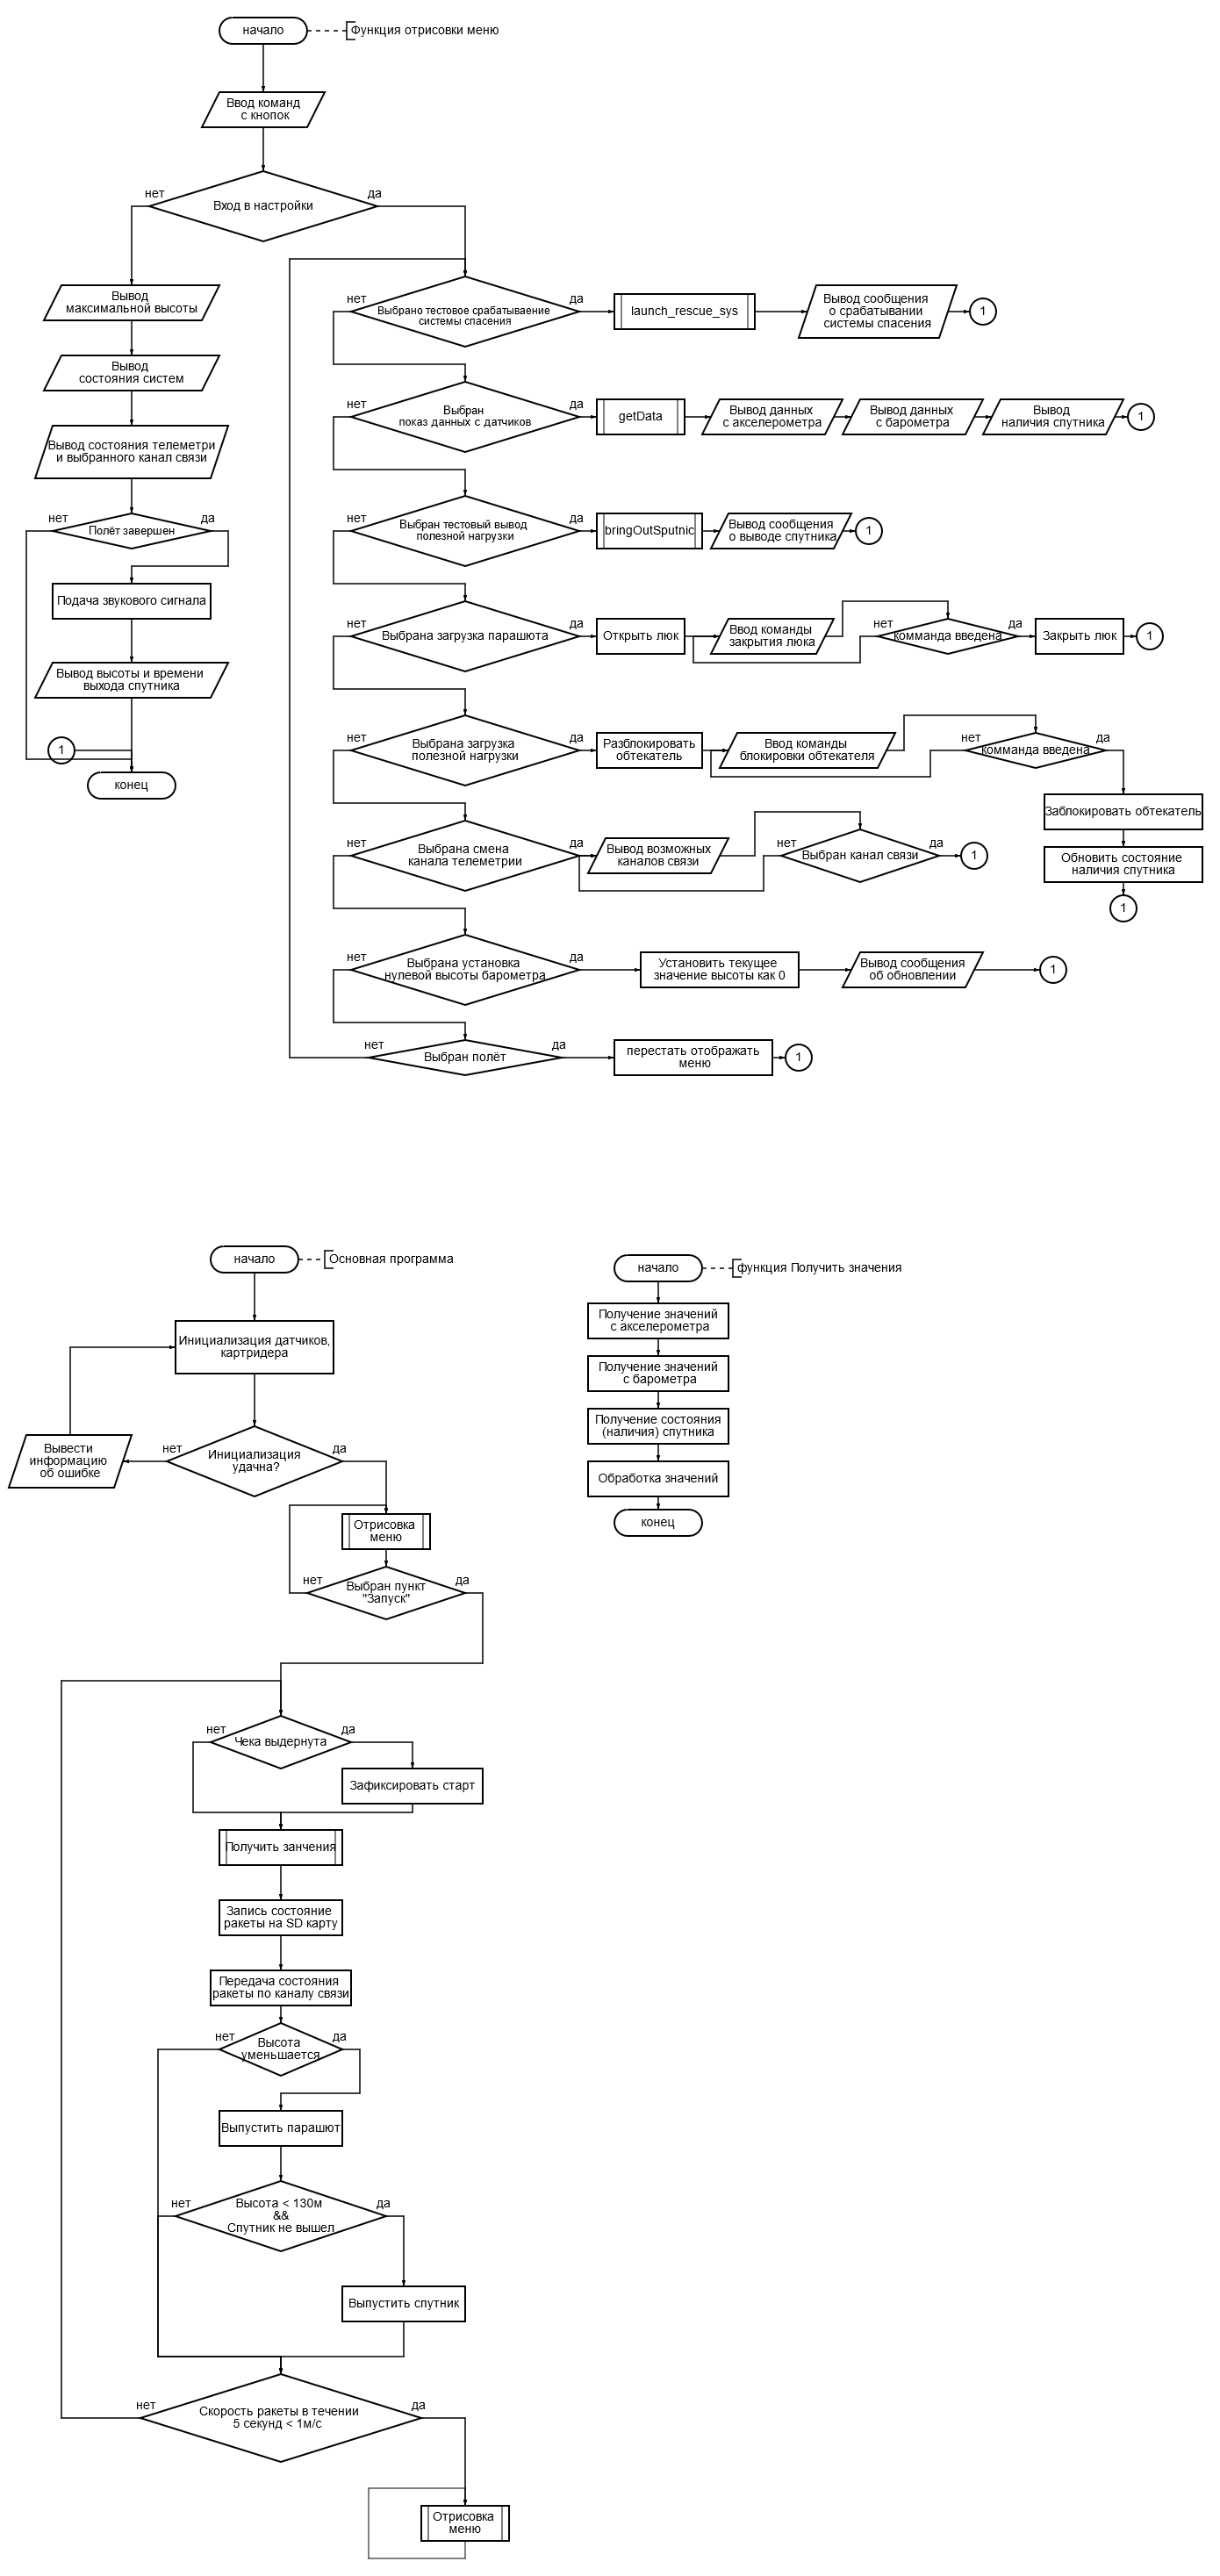 начало
Функция отрисовки меню
Ввод команд
с кнопок
нет
да
Вход в настройки
Вывод
максимальной высоты
Вывод
состояния систем
Вывод состояния телеметри
и выбранного канал связи
нет
да
Полёт завершен
Подача звукового сигнала
Вывод высоты и времени
выхода спутника
1
конец
нет
да
Выбрано тестовое срабатываение
системы спасения
launch_rescue_sys
Вывод сообщения
о срабатывании
системы спасения
1
нет
да
Выбран
показ данных с датчиков
getData
Вывод данных
с акселерометра
Вывод данных
с барометра
Вывод
наличия спутника
1
нет
да
Выбран тестовый вывод
полезной нагрузки
bringOutSputnic
Вывод сообщения
о выводе спутника
1
нет
да
Выбрана загрузка парашюта
Открыть люк
Ввод команды
закрытия люка
нет
да
комманда введена
Закрыть люк
1
нет
да
Выбрана загрузка
полезной нагрузки
Разблокировать
обтекатель
Ввод команды
блокировки обтекателя
нет
да
комманда введена
Заблокировать обтекатель
Обновить состояние
наличия спутника
1
нет
да
Выбрана смена
канала телеметрии
Вывод возможных
каналов связи
нет
да
Выбран канал связи
1
нет
да
Выбрана установка
нулевой высоты барометра
Установить текущее
значение высоты как 0
Вывод сообщения
об обновлении
1
нет
да
Выбран полёт
перестать отображать
меню
1
начало
Основная программа
Инициализация датчиков,
картридера
нет
да
Инициализация
удачна?
Вывести
информацию
об ошибке
Отрисовка
меню
нет
да
Выбран пункт
"Запуск"
нет
да
Чека выдернута
Зафиксировать старт
Получить занчения
Запись состояние
ракеты на SD карту
Передача состояния
ракеты по каналу связи
нет
да
Высота
уменьшается
Выпустить парашют
нет
да
Высота < 130м
&&
Спутник не вышел
Выпустить спутник
нет
да
Скорость ракеты в течении
5 секунд < 1м/с
Отрисовка
меню
начало
функция Получить значения
Получение значений
с акселерометра
Получение значений
с барометра
Получение состояния
(наличия) спутника
Обработка значений
конец